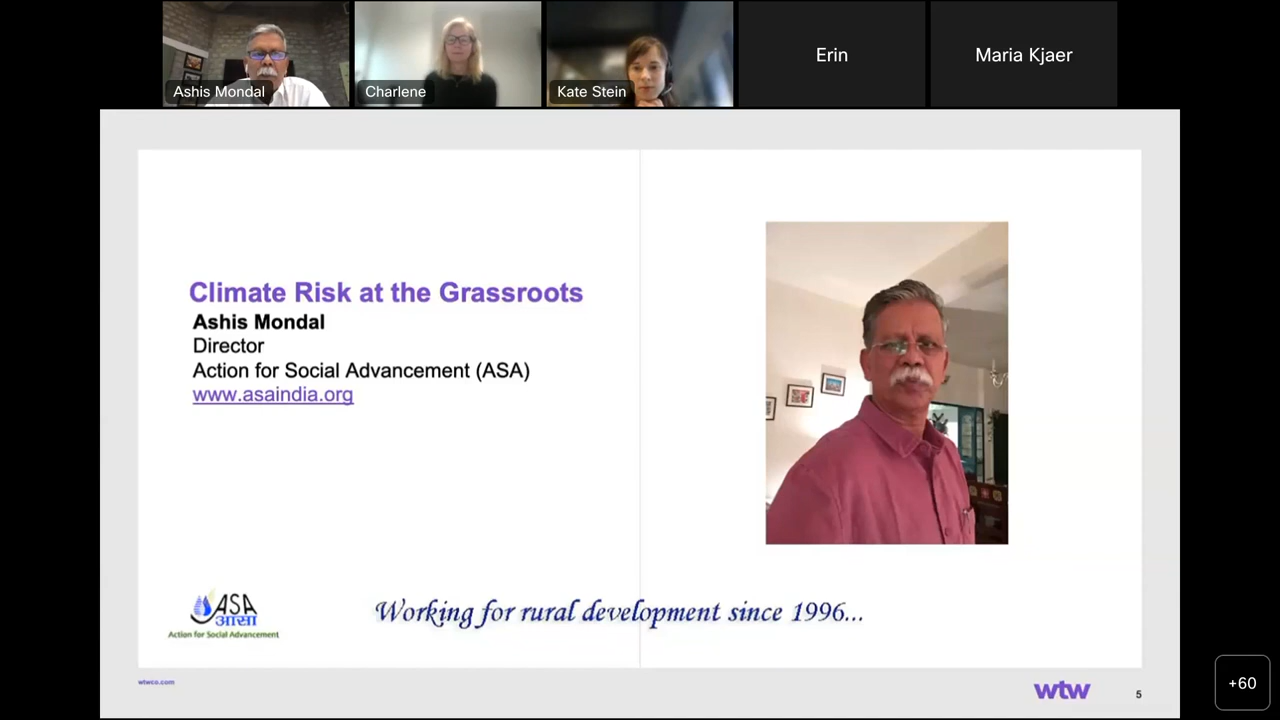 Ashis Mondal
Charlene
Kate Stein
Erin
Maria Kjaer
Climate Risk at the Grassroots
Ashis Mondal
Director
Action for Social Advancement (ASA)
www.asaindia.org
ASA
आसा
Action for Social Advancement
Working for rural development since 1996...
wtwco.com
wtw
5
+60